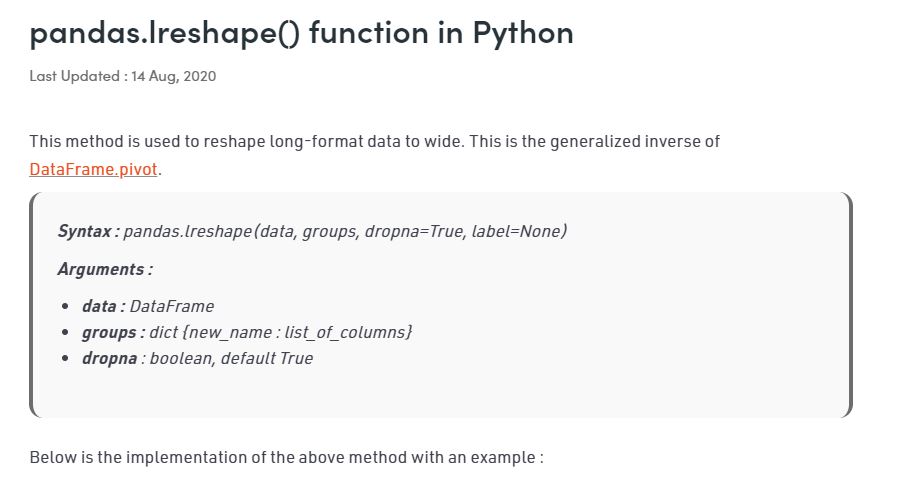 pandas.lreshape() function in Python
Last Updated : 14 Aug, 2020
This method is used to reshape long-format data to wide. This is the generalized inverse of
DataFrame.pivot.
Syntax : pandas.lreshape(data, groups, dropna=True, label=None)
Arguments :
• data : DataFrame
• groups : dict {new_name : list_of_columns}
• dropna : boolean, default True
Below is the implementation of the above method with an example :